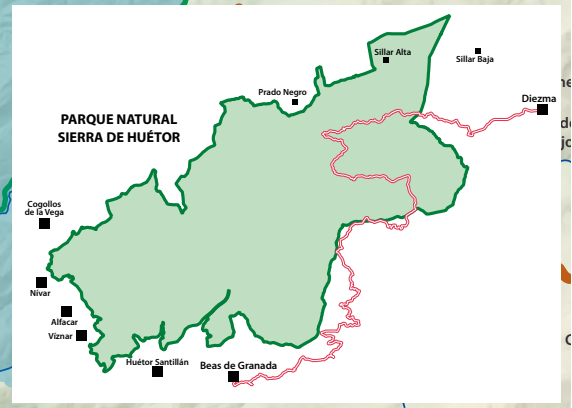 Sillar Alta
Sillar Baja
Prado Negro
Diezma
PARQUE NATURAL
SIERRA DE HUÉTOR
Cogollos
de la Vega
Nívar
Alfacar
Víznar
Huétor Santillán
Beas de Granada